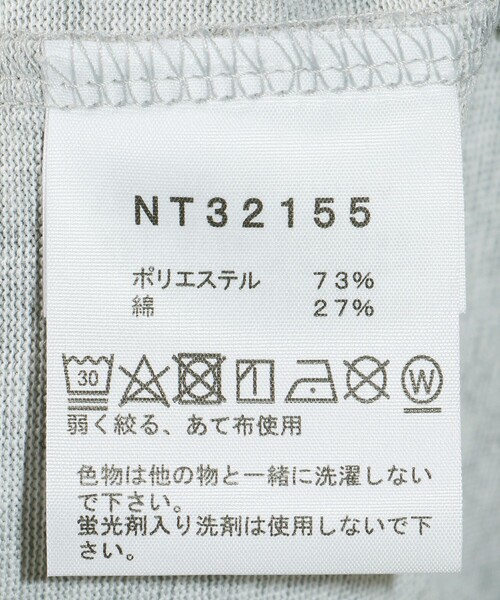 NT32155
ポリエステル 73%
綿 27%
30 W
弱く絞る、あて布使用
色物は他の物と一緒に洗濯しない
で下さい。
蛍光剤入り洗剤は使用しないで下
さい。